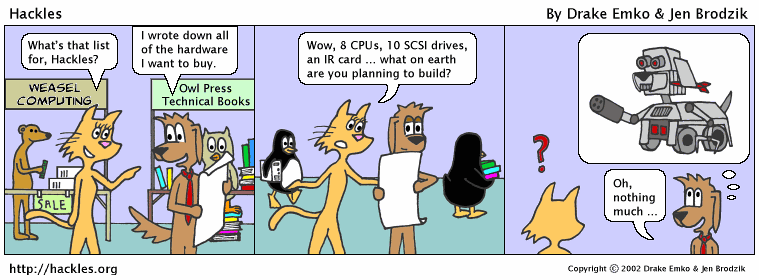 Hackles
By Drake Emko & Jen Brodzik
What's that list
for, Hackles?
I wrote down all
of the hardware
I want to buy.
WEASEL
COMPUTING
Owl Press
Technical Books
SALE
Wow, 8 CPUs, 10 SCSI drives,
an IR card ... what on earth
are you planning to build?
?
Oh,
nothing
much ...
http://hackles.org
Copyright © 2002 Drake Emko & Jen Brodzik